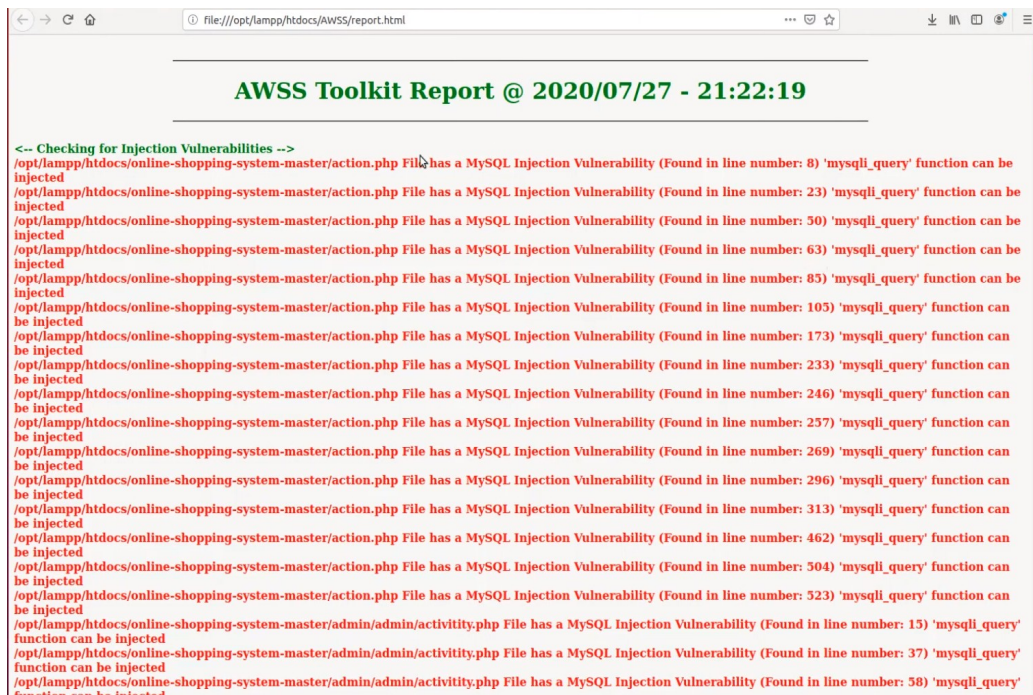 file:///opt/lampp/htdocs/AWSS/report.html
AWSS Toolkit Report @ 2020/07/27 - 21:22:19
<-- Checking for Injection Vulnerabilities -->
/opt/lampp/htdocs/online-shopping-system-master/action.php File has a MySQL Injection Vulnerability (Found in line number: 8) 'mysqli_query' function can be
injected
/opt/lampp/htdocs/online-shopping-system-master/action.php File has a MySQL Injection Vulnerability (Found in line number: 23) 'mysqli_query' function can be
injected
/opt/lampp/htdocs/online-shopping-system-master/action.php File has a MySQL Injection Vulnerability (Found in line number: 50) 'mysqli_query' function can be
injected
/opt/lampp/htdocs/online-shopping-system-master/action.php File has a MySQL Injection Vulnerability (Found in line number: 63) 'mysqli_query' function can be
injected
/opt/lampp/htdocs/online-shopping-system-master/action.php File has a MySQL Injection Vulnerability (Found in line number: 85) 'mysqli_query' function can be
injected
/opt/lampp/htdocs/online-shopping-system-master/action.php File has a MySQL Injection Vulnerability (Found in line number: 105) 'mysqli_query' function can
be injected
/opt/lampp/htdocs/online-shopping-system-master/action.php File has a MySQL Injection Vulnerability (Found in line number: 173) 'mysqli_query' function can
be injected
/opt/lampp/htdocs/online-shopping-system-master/action.php File has a MySQL Injection Vulnerability (Found in line number: 233) 'mysqli_query' function can
be injected
/opt/lampp/htdocs/online-shopping-system-master/action.php File has a MySQL Injection Vulnerability (Found in line number: 246) 'mysqli_query' function can
be injected
/opt/lampp/htdocs/online-shopping-system-master/action.php File has a MySQL Injection Vulnerability (Found in line number: 257) 'mysqli_query' function can
be injected
/opt/lampp/htdocs/online-shopping-system-master/action.php File has a MySQL Injection Vulnerability (Found in line number: 269) 'mysqli_query' function can
be injected
/opt/lampp/htdocs/online-shopping-system-master/action.php File has a MySQL Injection Vulnerability (Found in line number: 296) 'mysqli_query' function can
be injected
/opt/lampp/htdocs/online-shopping-system-master/action.php File has a MySQL Injection Vulnerability (Found in line number: 313) 'mysqli_query' function can
be injected
/opt/lampp/htdocs/online-shopping-system-master/action.php File has a MySQL Injection Vulnerability (Found in line number: 462) 'mysqli_query' function can
be injected
/opt/lampp/htdocs/online-shopping-system-master/action.php File has a MySQL Injection Vulnerability (Found in line number: 504) 'mysqli_query' function can
be injected
/opt/lampp/htdocs/online-shopping-system-master/action.php File has a MySQL Injection Vulnerability (Found in line number: 523) 'mysqli_query' function can
be injected
/opt/lampp/htdocs/online-shopping-system-master/admin/admin/activitity.php File has a MySQL Injection Vulnerability (Found in line number: 15) 'mysqli_query'
function can be injected
/opt/lampp/htdocs/online-shopping-system-master/admin/admin/activitity.php File has a MySQL Injection Vulnerability (Found in line number: 37) 'mysqli_query'
function can be injected
/opt/lampp/htdocs/online-shopping-system-master/admin/admin/activitity.php File has a MySQL Injection Vulnerability (Found in line number: 58) 'mysqli_query'
function can be injected